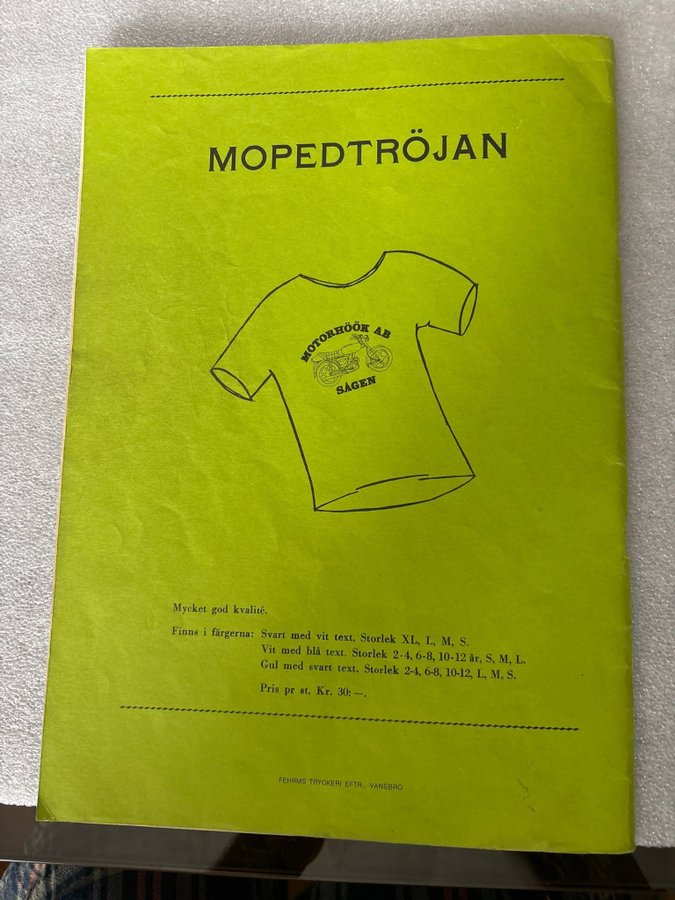 MOPEDTRÖJAN
MOTORHÖÖK AB
SÅGEN
Mycket god kvalité.
Finns i färgerna: Svart med vit text. Storlek XL, L, M, S.
Vit med blå text. Storlek 2-4, 6-8, 10-12 år, S, M, L.
Gul med svart text. Storlek 2-4, 6-8, 10-12, L, M, S.
Pris pr st. Kr. 30:—.
FEHRMS TRYCKERI EFTR., VANSBRO